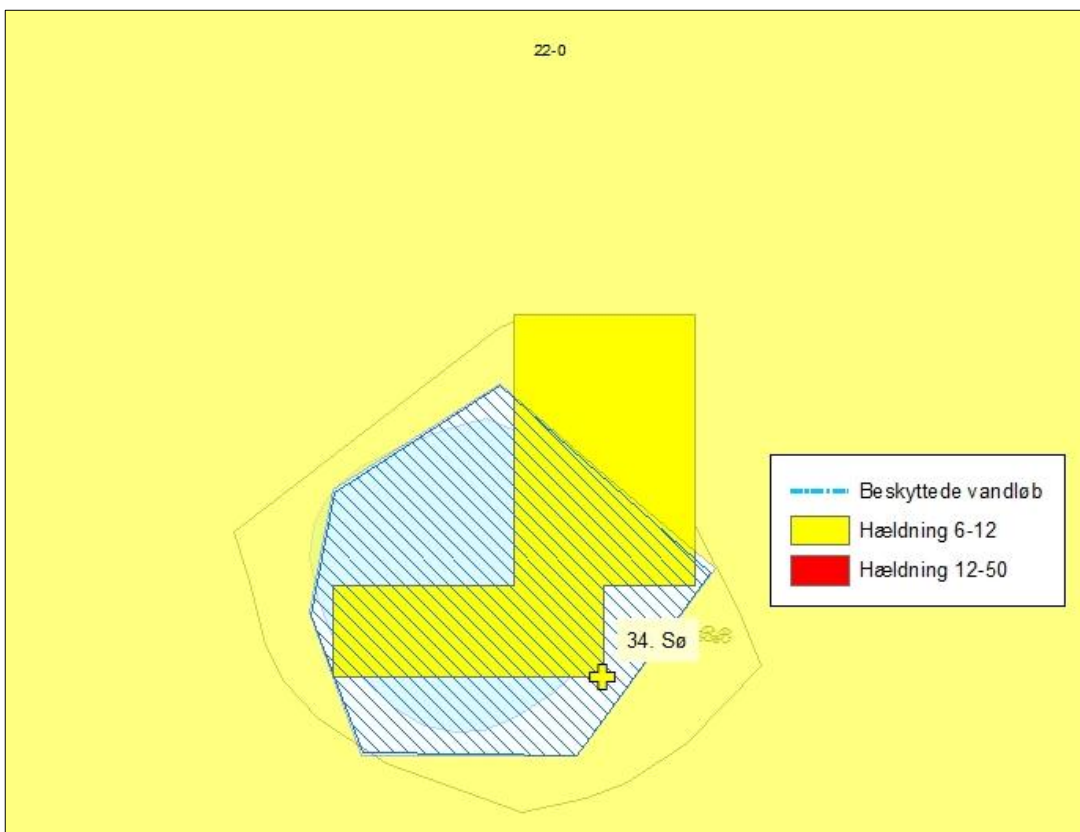 22-0
Beskyttede vandløb
Hældning 6-12
Hældning 12-50
34. Sø